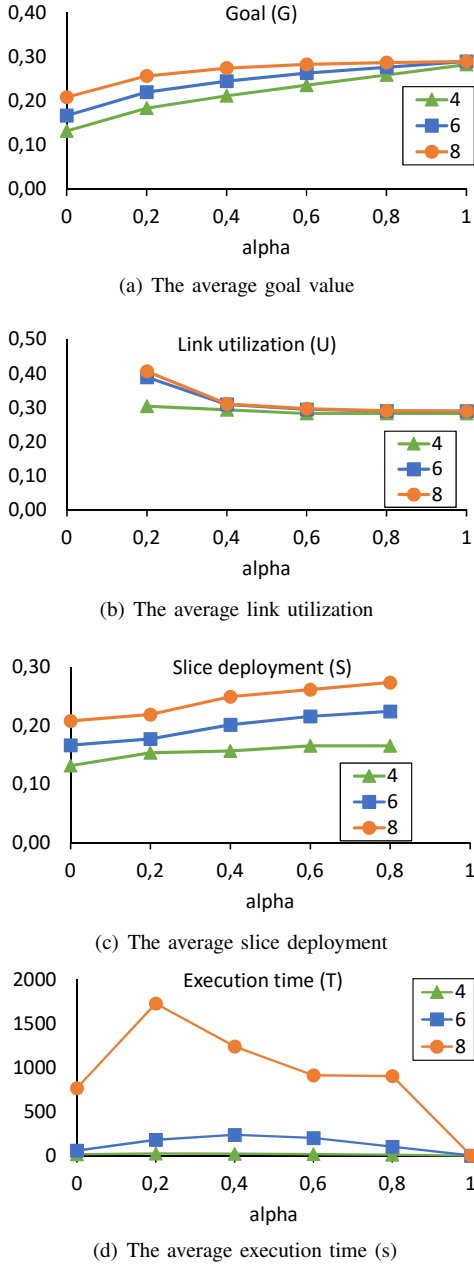 Goal (G)
0,40
0,30
0,20
0,10
0,00
4
6
8
0 0,2 0,4 0,6 0,8 1
alpha
(a) The average goal value
Link utilization (U)
0,50
0,40
0,30
0,20
0,10
0,00
4
6
8
0 0,2 0,4 0,6 0,8 1
alpha
(b) The average link utilization
Slice deployment (S)
0,30
0,20
0,10
0,00
4
6
8
0 0,2 0,4 0,6 0,8 1
alpha
(c) The average slice deployment
Execution time (T)
2000
1500
1000
500
0
4
6
8
0 0,2 0,4 0,6 0,8 1
alpha
(d) The average execution time (s)